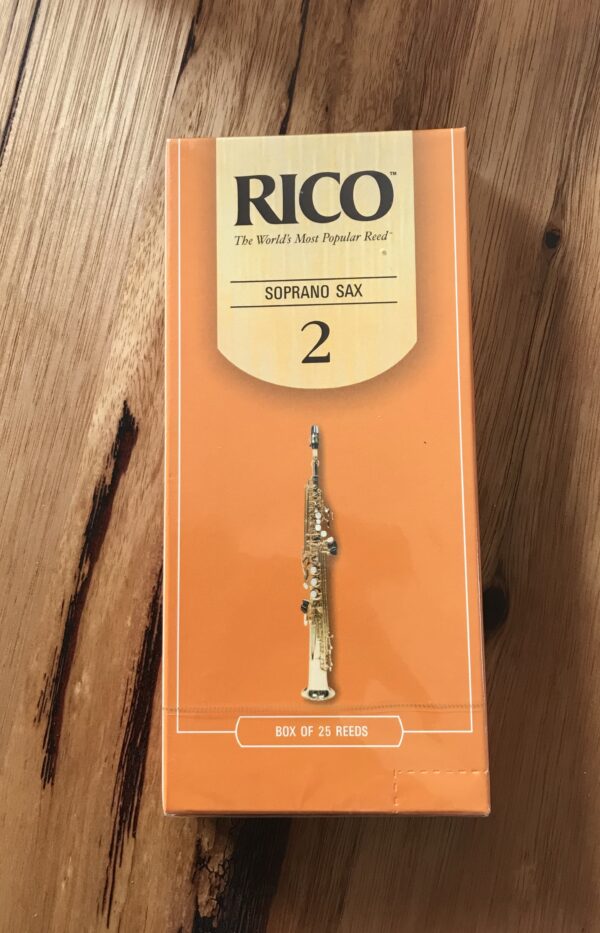 RICO™
The World's Most Popular Reed™
®
SOPRANO SAX
2
BOX OF 25 REEDS